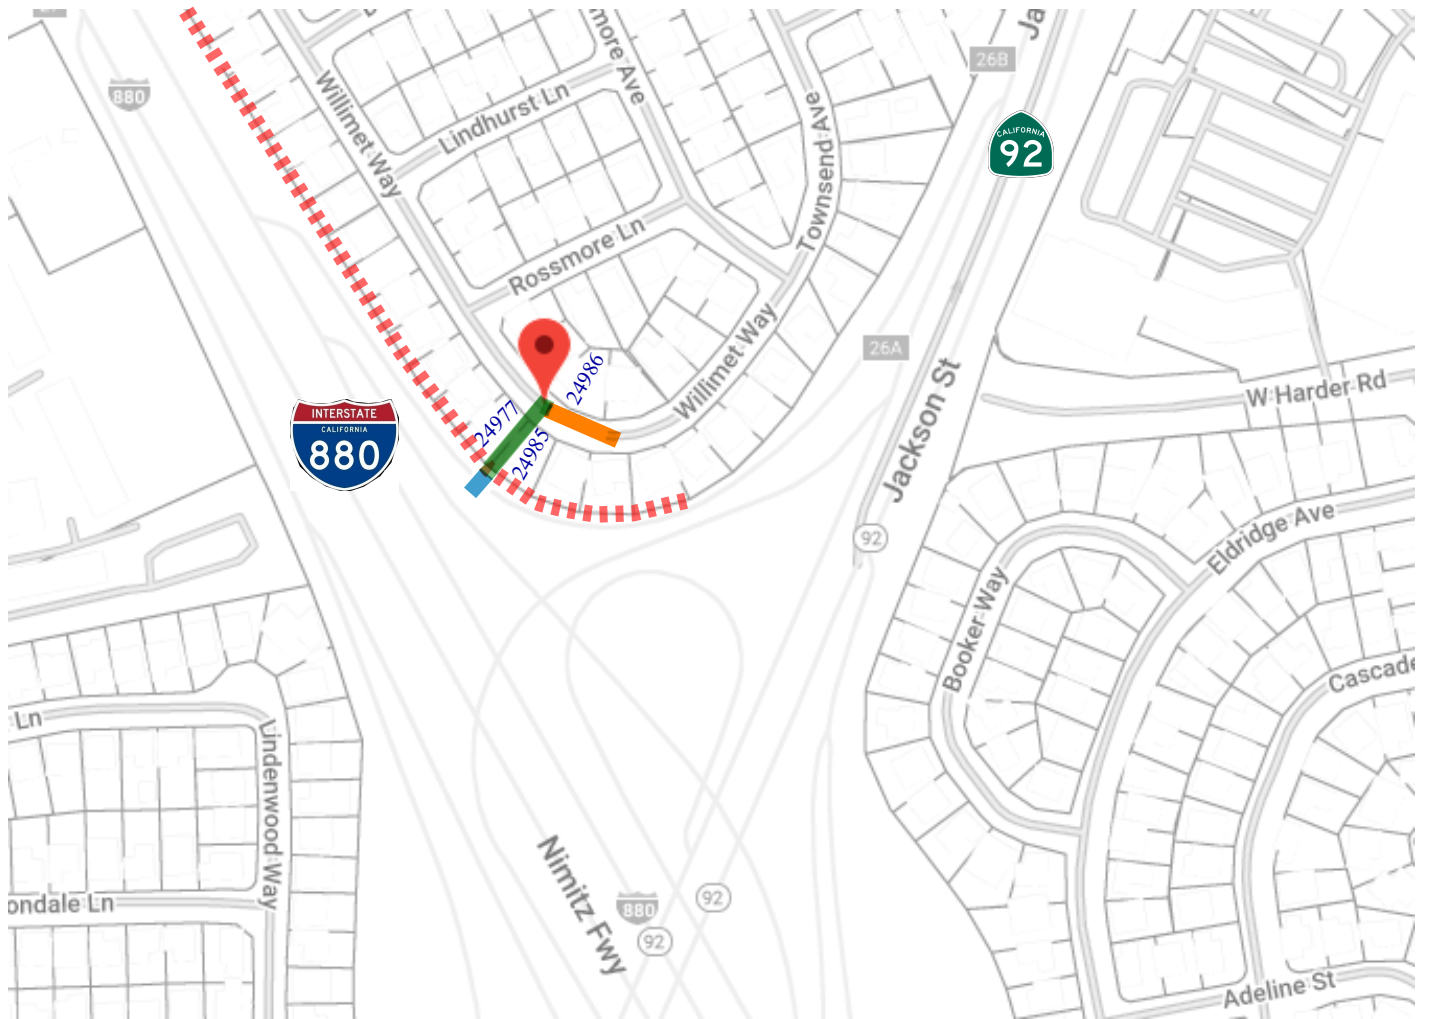 Ja
26B
880
Willimet Way
Lindhurst Ln
more Ave
Townsend Ave
CALIFORNIA
92
Rossmore Ln
26A
24986
Willimet Way
Jackson St
W Harder Rd
INTERSTATE
CALIFORNIA
880
24977
24985
92
Eldridge Ave
Booker Way
Cascade
Ln
Lindenwood Way
Nimitz Fwy
880
92
92
ondale Ln
Adeline St